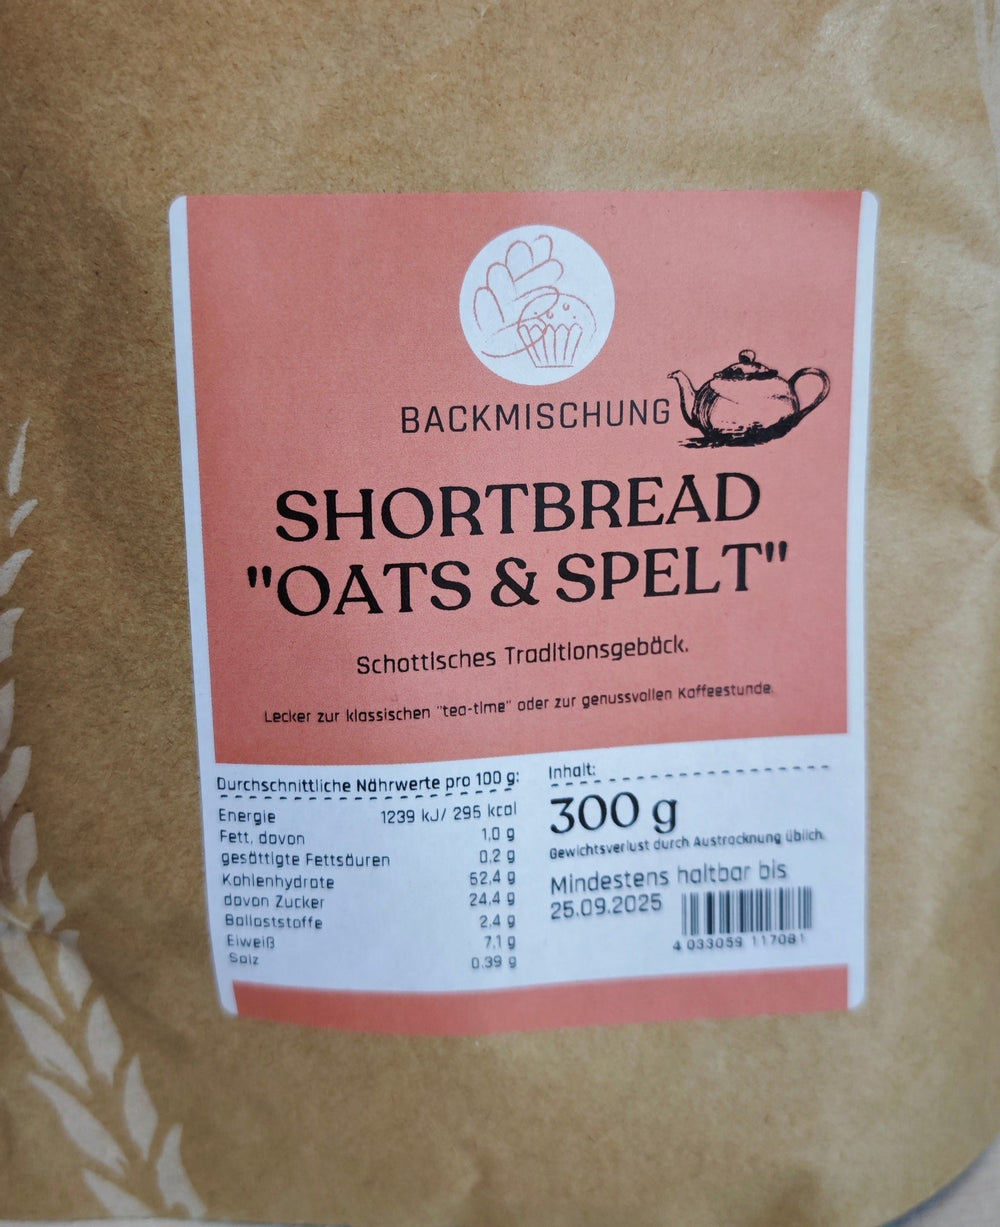 BACKMISCHUNG
SHORTBREAD
"OATS & SPELT"
Schottisches Traditionsgebäck.
Lecker zur klassischen "tea-time" oder zur genussvollen Kaffeestunde.
Durchschnittliche Nährwerte pro 100 g:
Energie 1239 kJ/ 295 kcal
Fett, davon 1,0 g
gesättigte Fettsäuren 0,2 g
Kohlenhydrate 62,4 g
davon Zucker 24,4 g
Ballaststoffe 2,4 g
Eiweiß 7,1 g
Salz 0.39 g
Inhalt:
300 g
Gewichtsverlust durch Austrocknung üblich.
Mindestens haltbar bis
25.09.2025
4 033059 117081